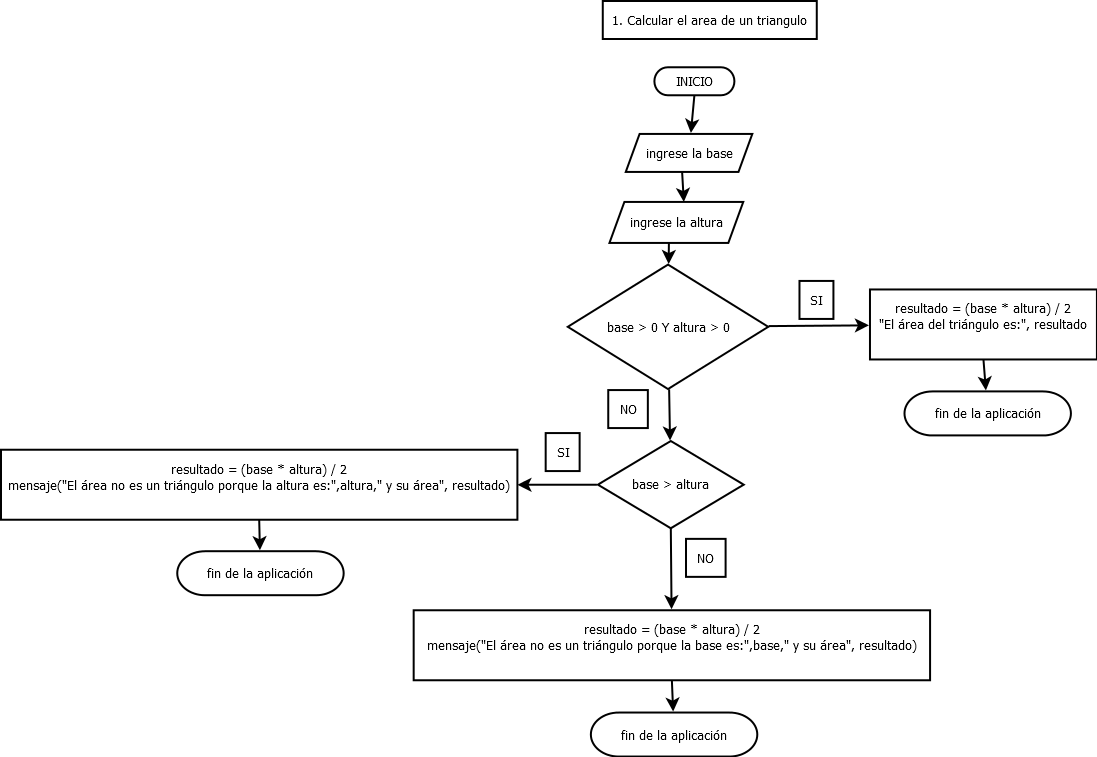 1. Calcular el area de un triangulo
INICIO
ingrese la base
ingrese la altura
base > 0 Y altura > 0
SI
resultado = (base * altura) / 2
"El área del triángulo es:", resultado
fin de la aplicación
NO
base > altura
SI
resultado = (base * altura) / 2
mensaje("El área no es un triángulo porque la altura es:",altura," y su área", resultado)
fin de la aplicación
NO
resultado = (base * altura) / 2
mensaje("El área no es un triángulo porque la base es:",base," y su área", resultado)
fin de la aplicación